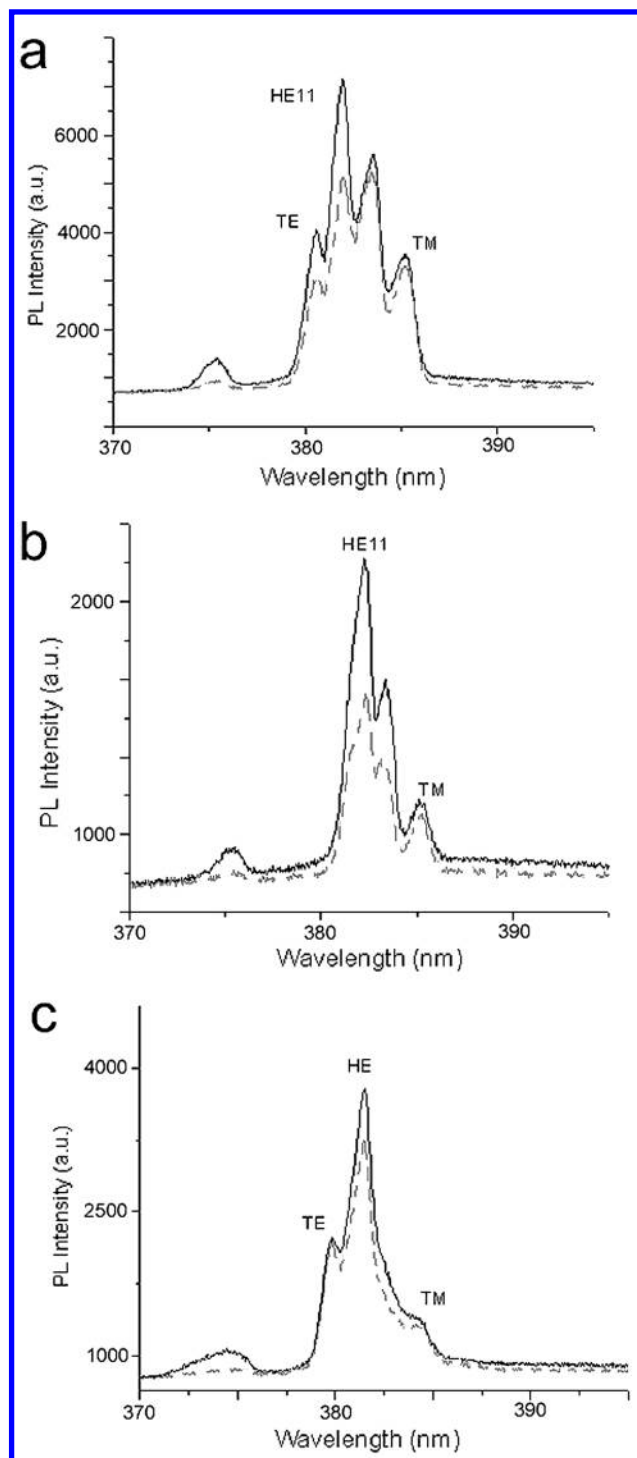 a
HE11
TE
TM
6000
4000
2000
PL Intensity (a.u.)
370
380
390
Wavelength (nm)
b
HE11
TM
2000
1000
PL Intensity (a.u.)
370
380
390
Wavelength (nm)
c
HE
TE
TM
4000
2500
1000
PL Intensity (a.u.)
370
380
390
Wavelength (nm)